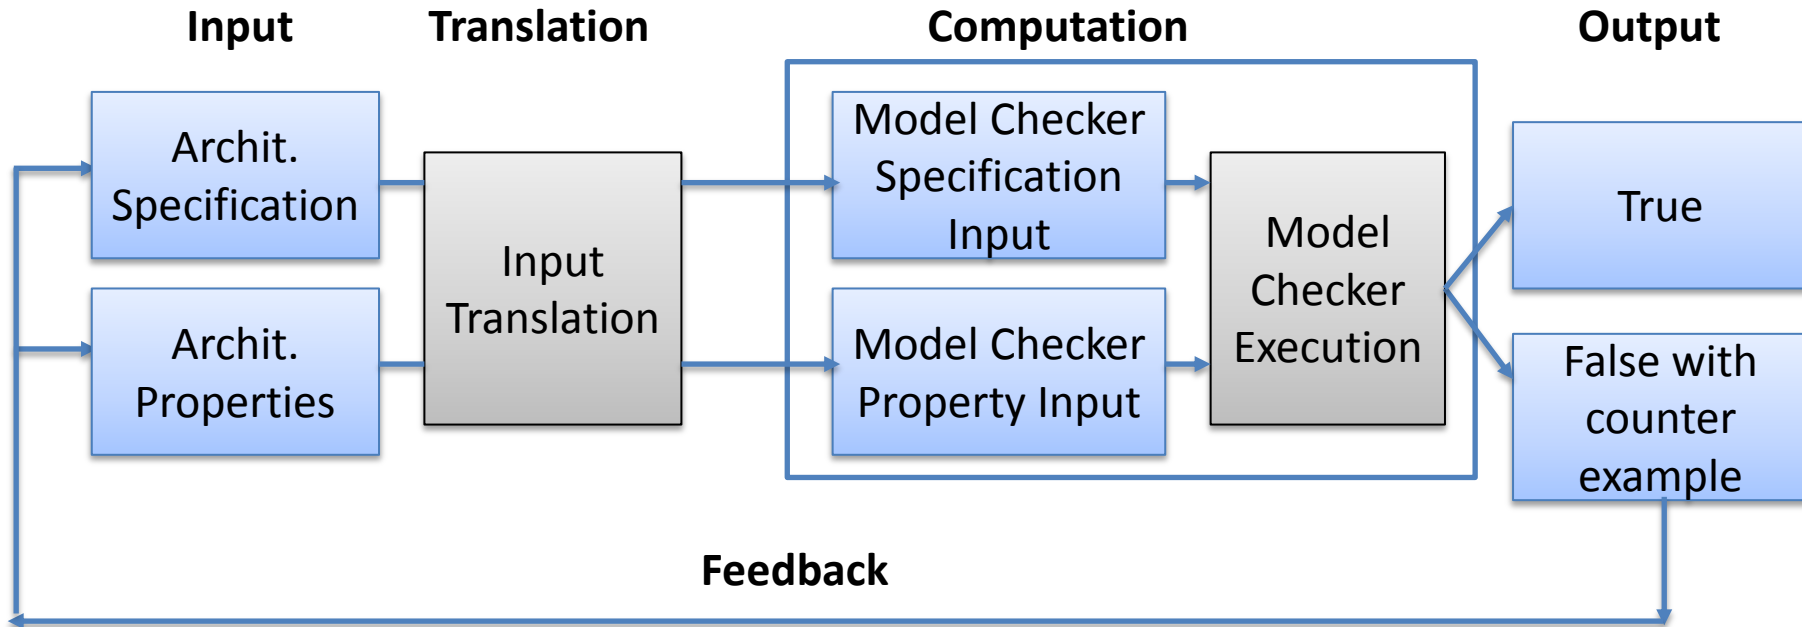 Input
Translation
Computation
Output
Archit.
Specification
Archit.
Properties
Input
Translation
Model Checker
Specification
Input
Model Checker
Property Input
Model
Checker
Execution
True
False with
counter
example
Feedback